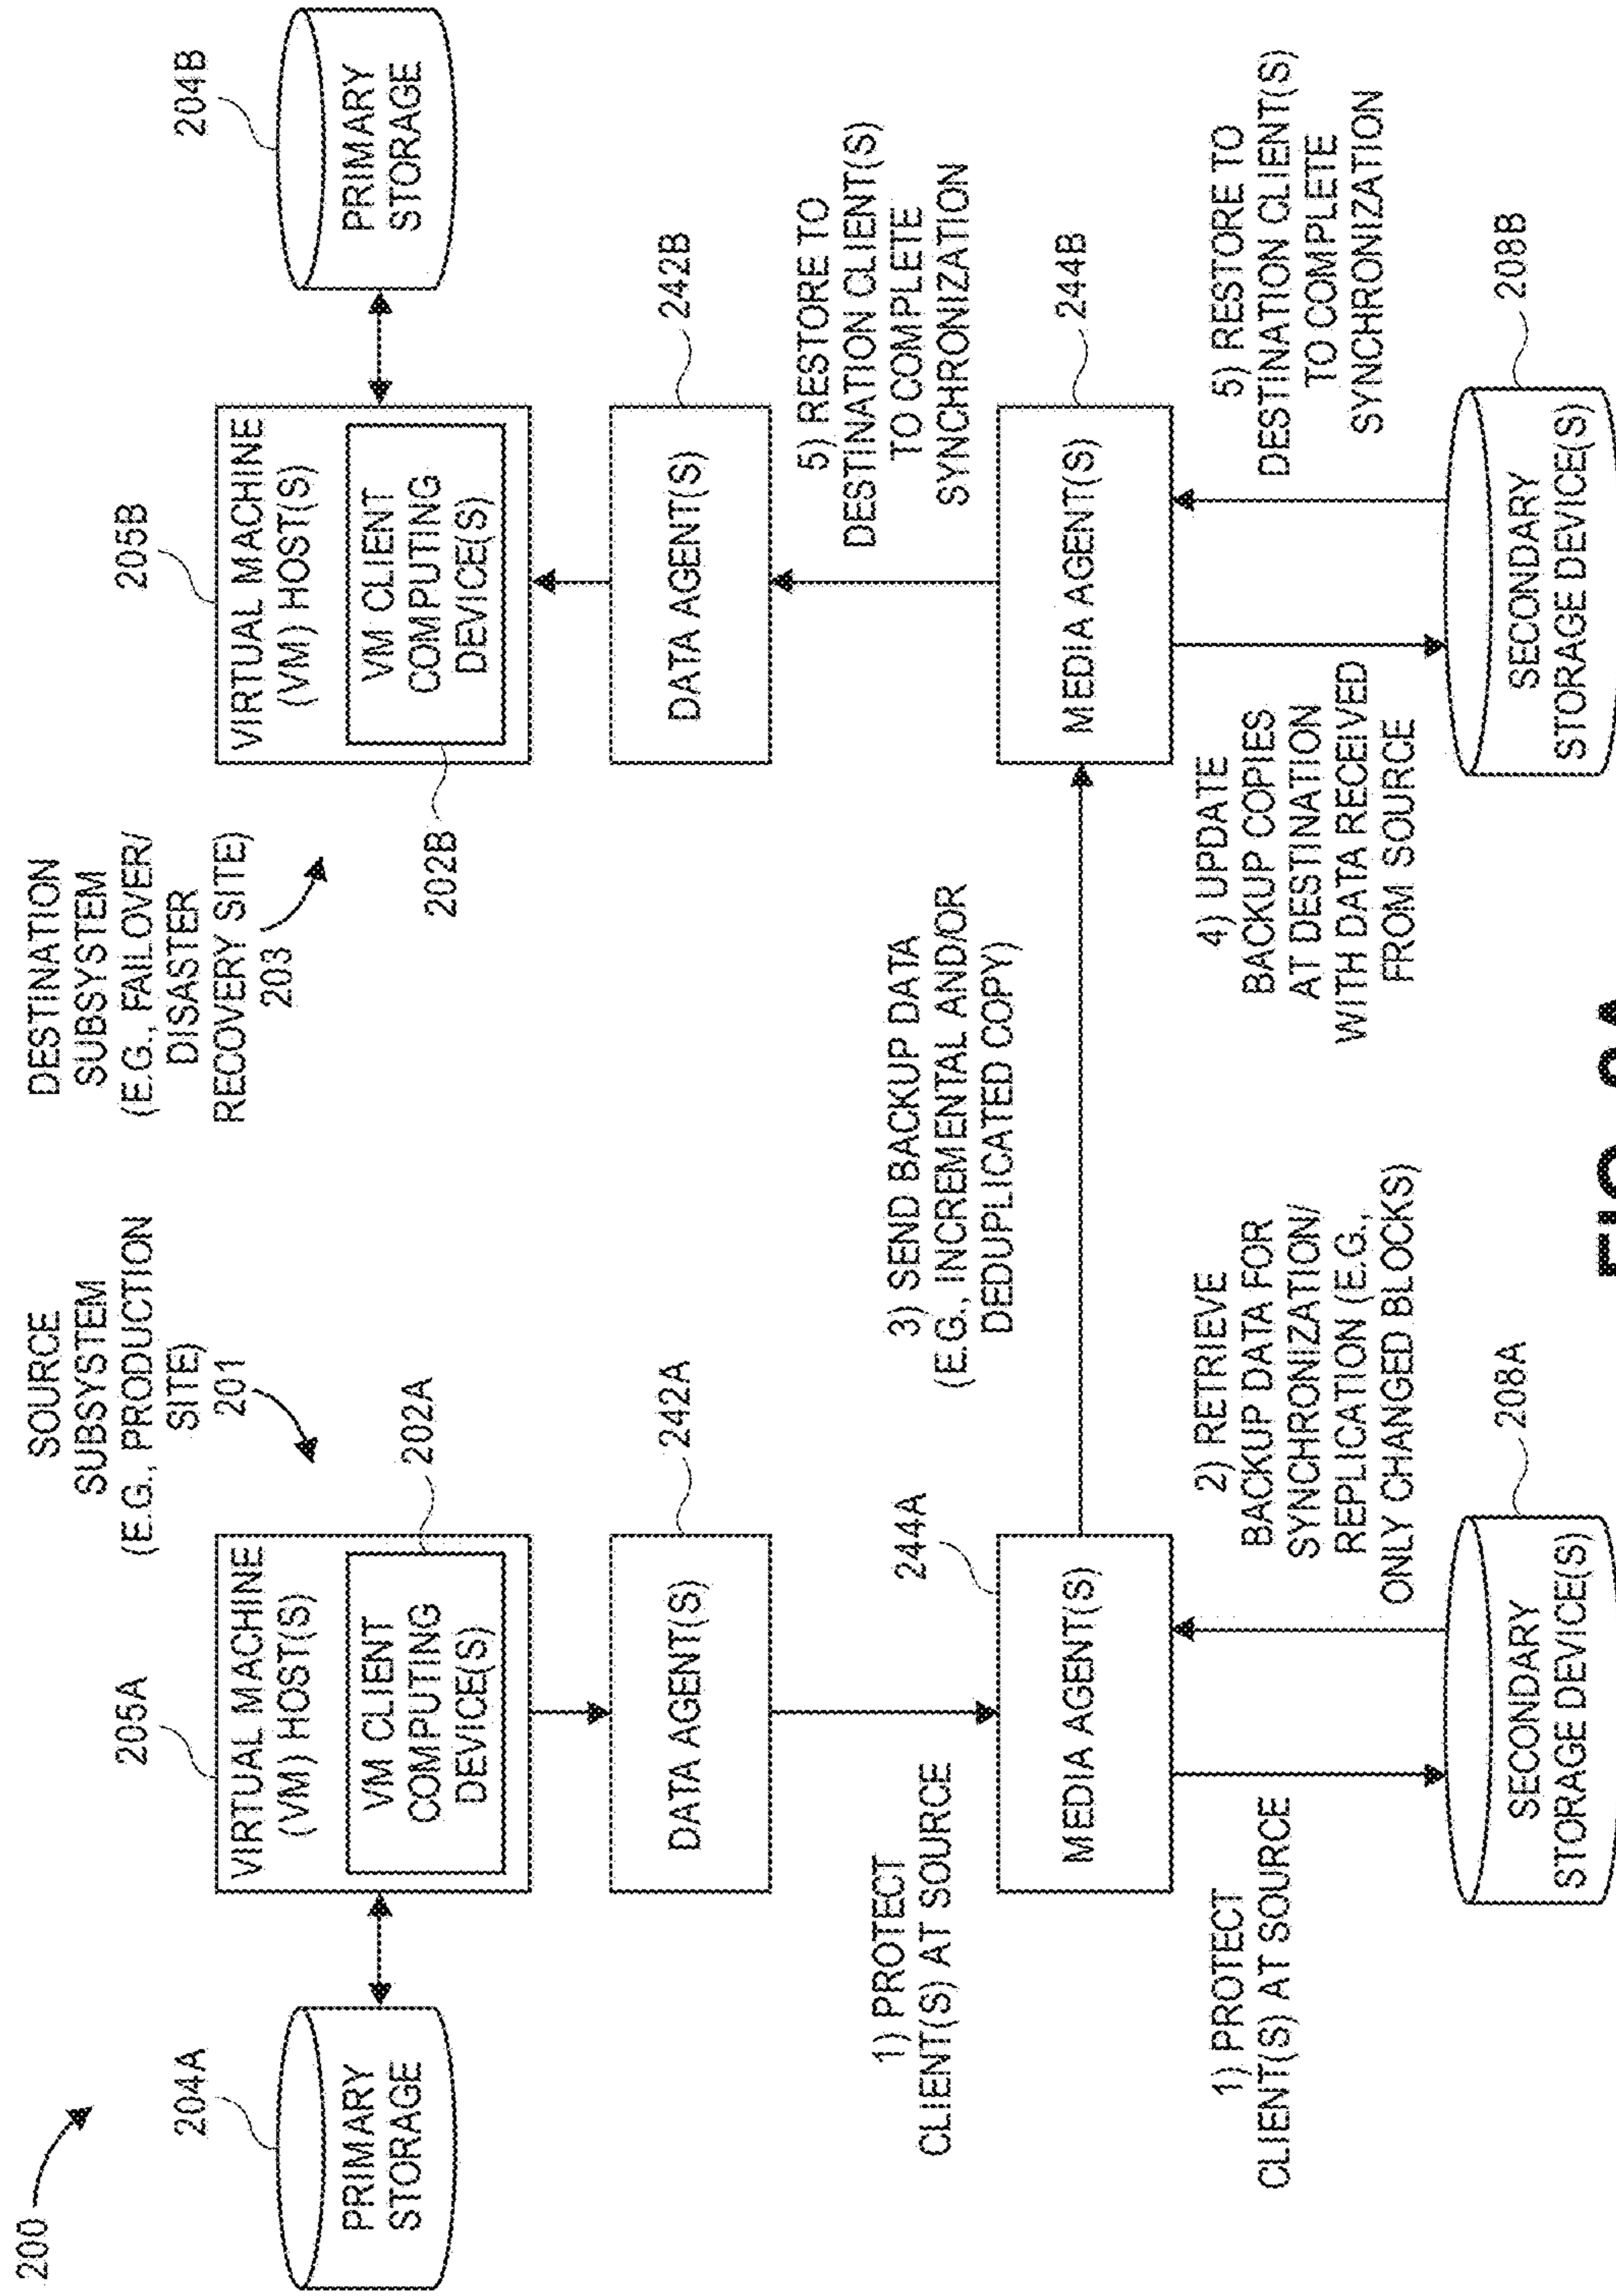 200
SOURCE
SUBSYSTEM
(E.G., PRODUCTION
SITE)
201
DESTINATION
SUBSYSTEM
(E.G., FAILOVER/
DISASTER
RECOVERY SITE)
203
204A
PRIMARY
STORAGE
205A
VIRTUAL MACHINE
(VM) HOST(S)
VM CLIENT
COMPUTING
DEVICE(S)
202A
205B
VIRTUAL MACHINE
(VM) HOST(S)
VM CLIENT
COMPUTING
DEVICE(S)
202B
204B
PRIMARY
STORAGE
DATA AGENT(S)
242A
DATA AGENT(S)
242B
1) PROTECT
CLIENT(S) AT SOURCE
244A
3) SEND BACKUP DATA
(E.G., INCREMENTAL AND/OR
DEDUPLICATED COPY)
5) RESTORE TO
DESTINATION CLIENT(S)
TO COMPLETE
SYNCHRONIZATION
MEDIA AGENT(S)
MEDIA AGENT(S)
244B
1) PROTECT
CLIENT(S) AT SOURCE
2) RETRIEVE
BACKUP DATA FOR
SYNCHRONIZATION/
REPLICATION (E.G.,
ONLY CHANGED BLOCKS)
4) UPDATE
BACKUP COPIES
AT DESTINATION
WITH DATA RECEIVED
FROM SOURCE
5) RESTORE TO
DESTINATION CLIENT(S)
TO COMPLETE
SYNCHRONIZATION
SECONDARY
STORAGE DEVICE(S)
208A
SECONDARY
STORAGE DEVICE(S)
208B